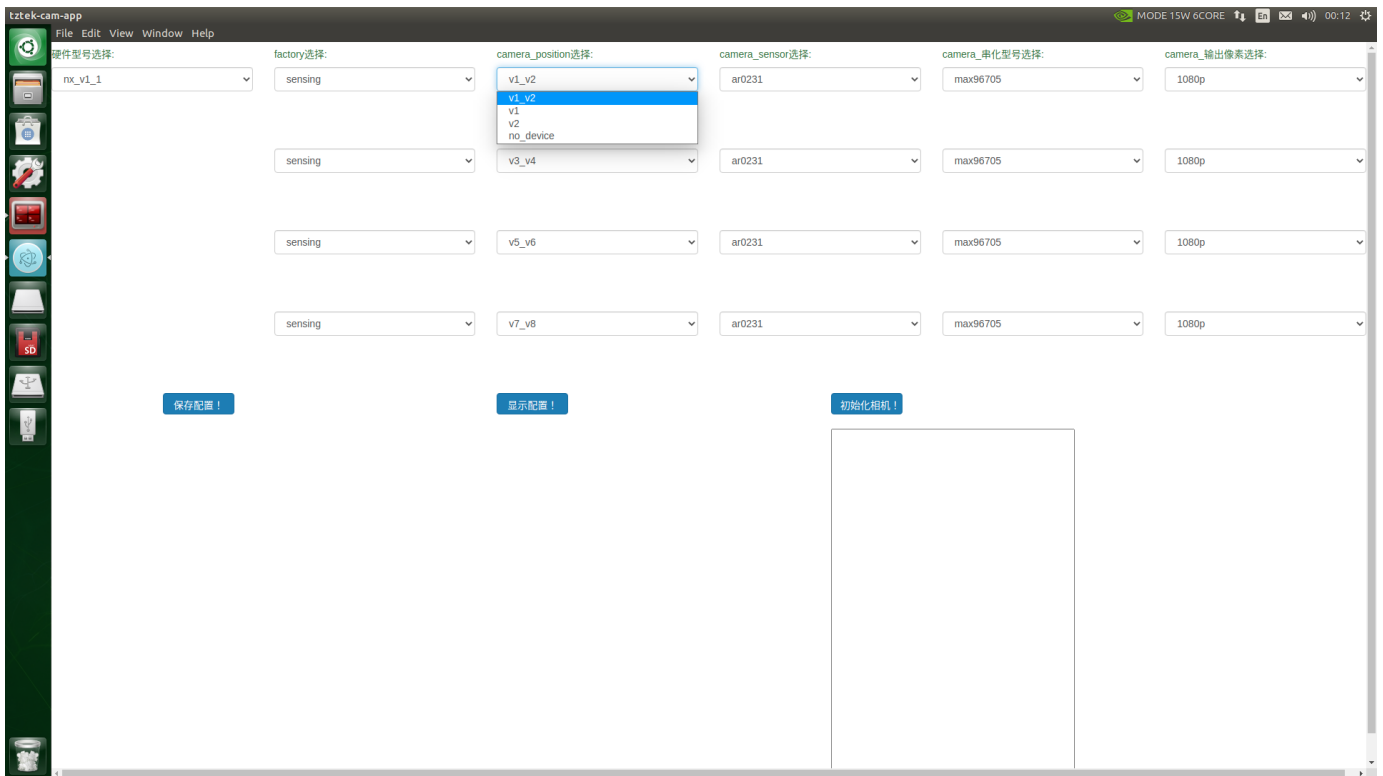 tztek-cam-app
MODE 15W 6CORE En 00:12
File Edit View Window Help
硬件型号选择: factory选择: camera_position选择: camera_sensor选择: camera_串化型号选择: camera_输出像素选择:
nx_v1_1 sensing v1_v2 ar0231 max96705 1080p
v1_v2
v1
v2
no_device
sensing v3_v4 ar0231 max96705 1080p
sensing v5_v6 ar0231 max96705 1080p
sensing v7_v8 ar0231 max96705 1080p
SD
保存配置！ 显示配置！ 初始化相机！